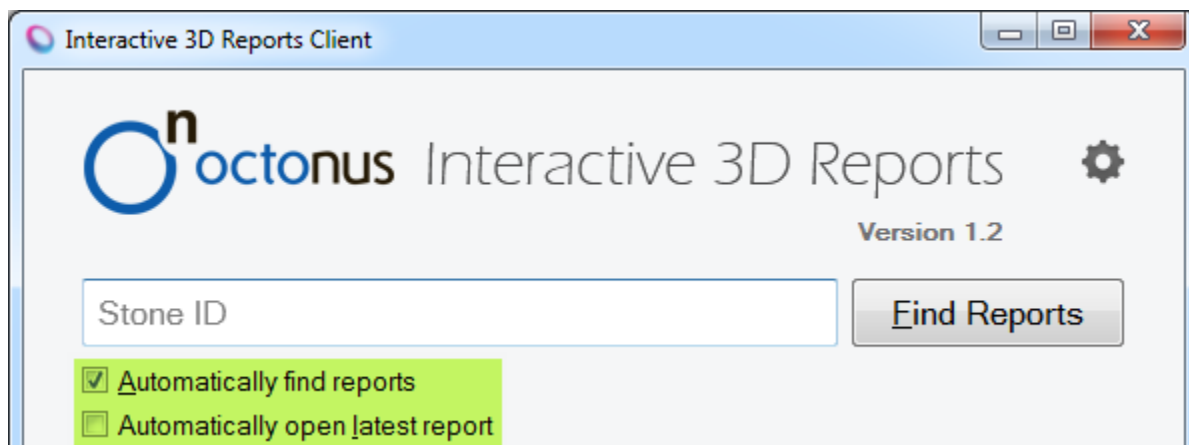 Interactive 3D Reports Client
octonus Interactive 3D Reports
Version 1.2
Stone ID
Find Reports
Automatically find reports
Automatically open latest report